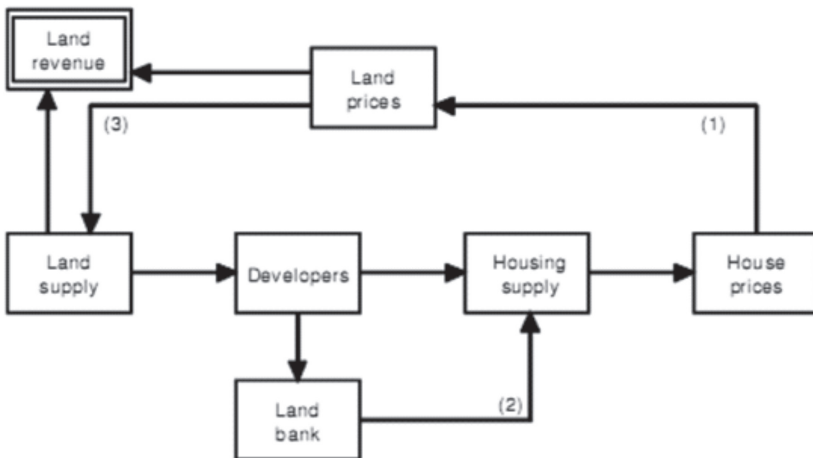 Land
revenue
Land
prices
(3)
(1)
Land
supply
Developers
Housing
supply
House
prices
Land
bank
(2)